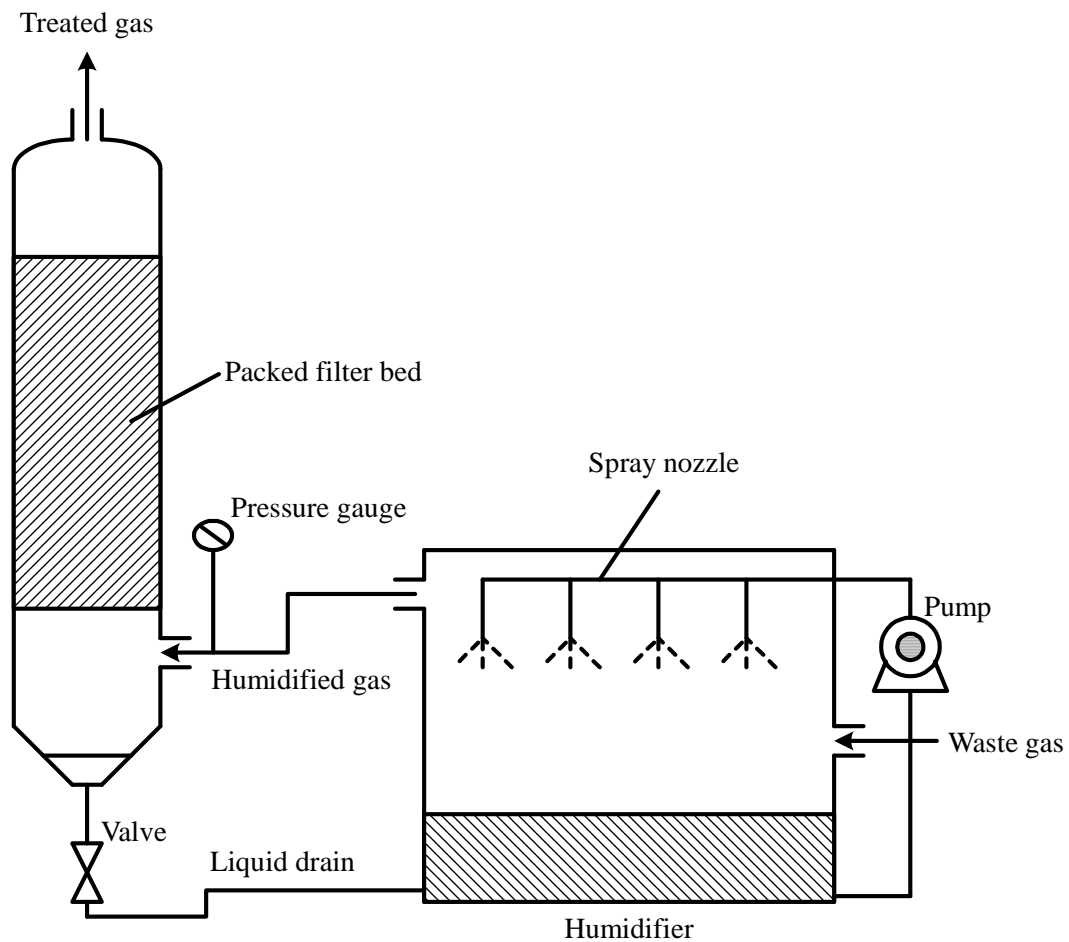 Treated gas
Packed filter bed
Spray nozzle
Pressure gauge
Pump
Humidified gas
Waste gas
Valve
Liquid drain
Humidifier